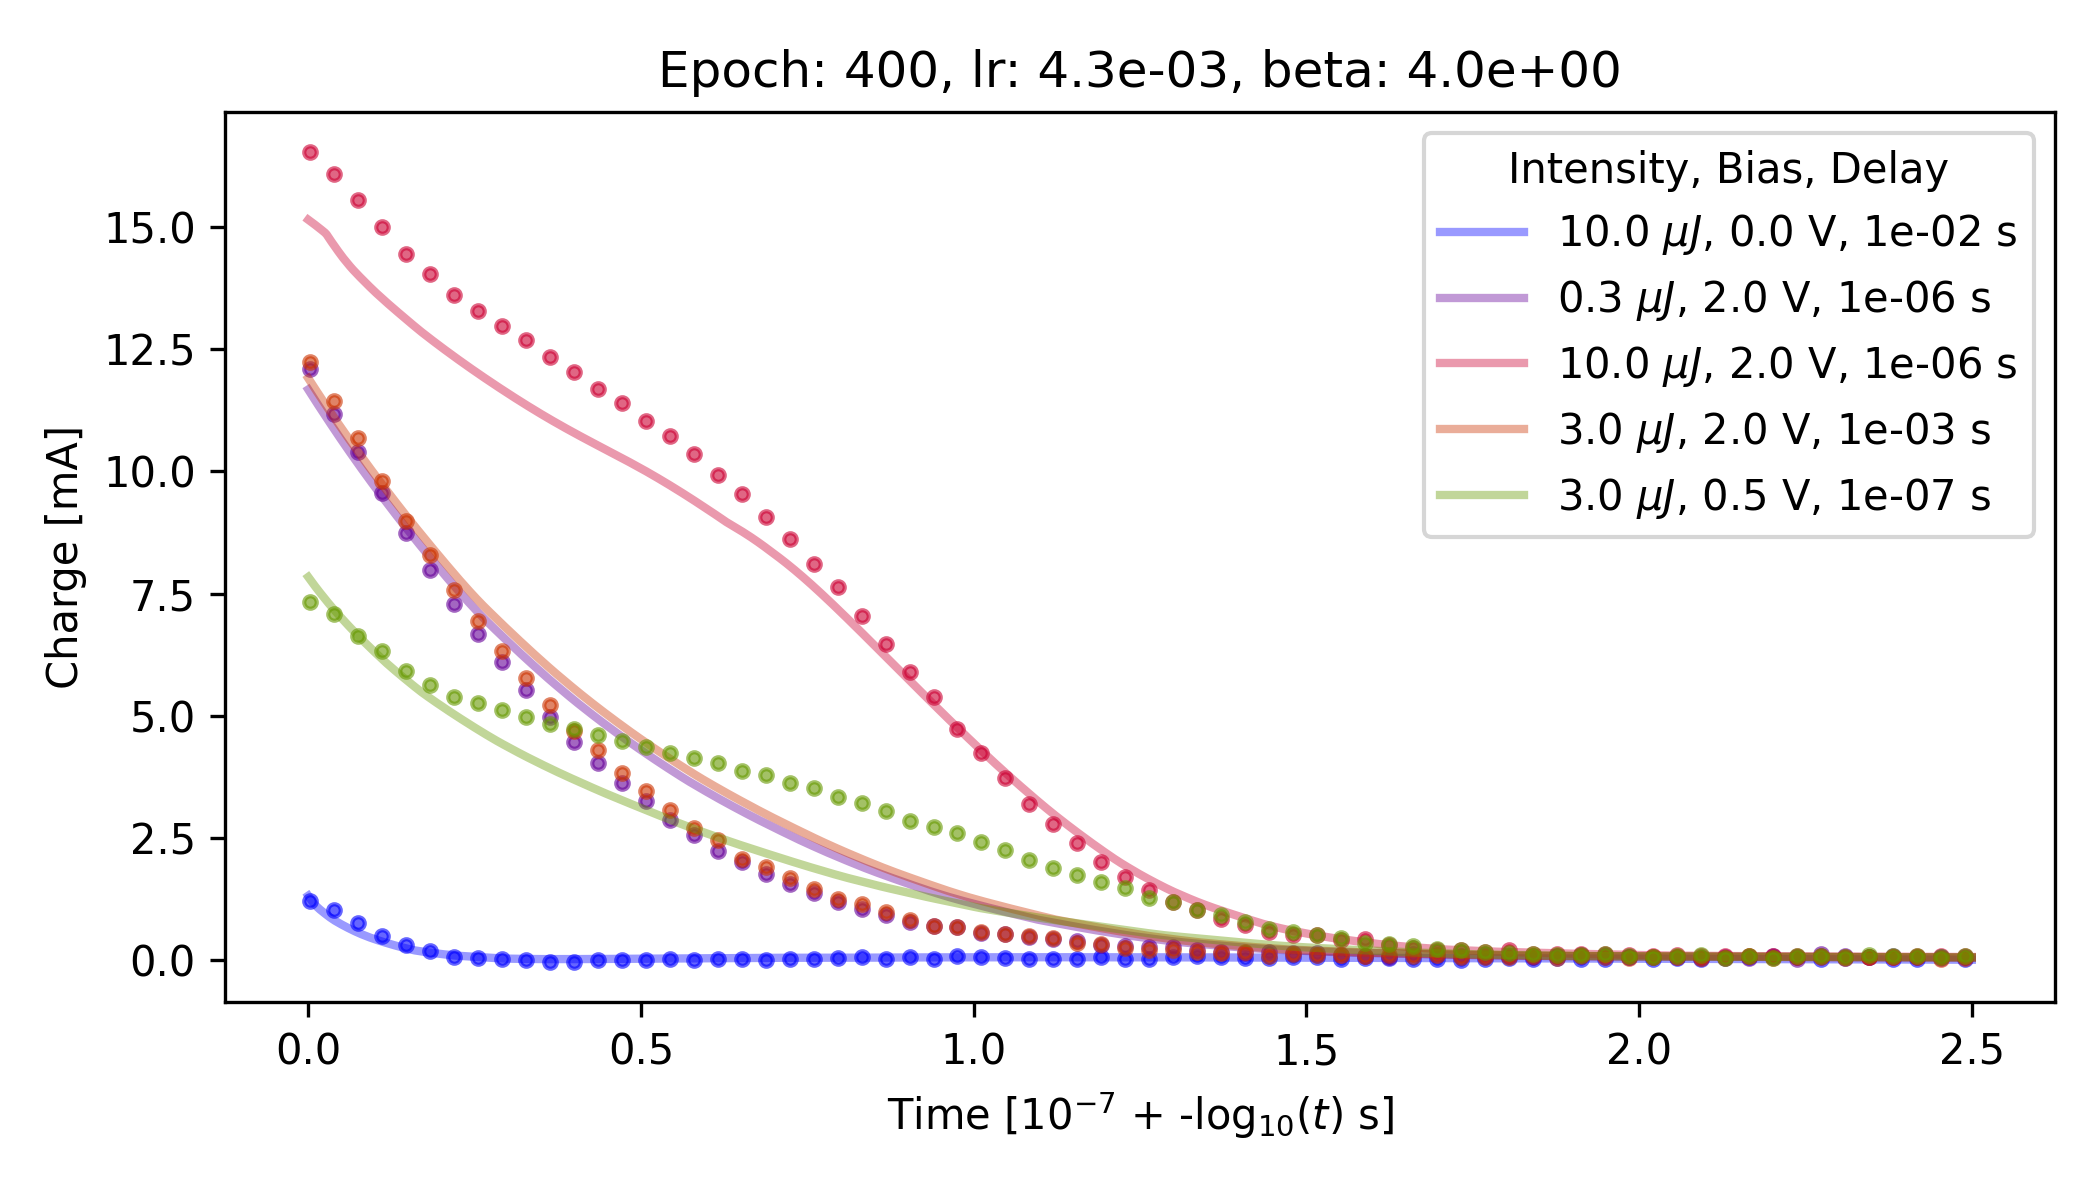 Epoch: 400, lr: 4.3e-03, beta: 4.0e+00
Intensity, Bias, Delay
10.0 μJ, 0.0 V, 1e-02 s
0.3 μJ, 2.0 V, 1e-06 s
10.0 μJ, 2.0 V, 1e-06 s
3.0 μJ, 2.0 V, 1e-03 s
3.0 μJ, 0.5 V, 1e-07 s
Charge [mA]
15.0
12.5
10.0
7.5
5.0
2.5
0.0
0.0 0.5 1.0 1.5 2.0 2.5
Time [10⁻⁷ + -log₁₀(t) s]